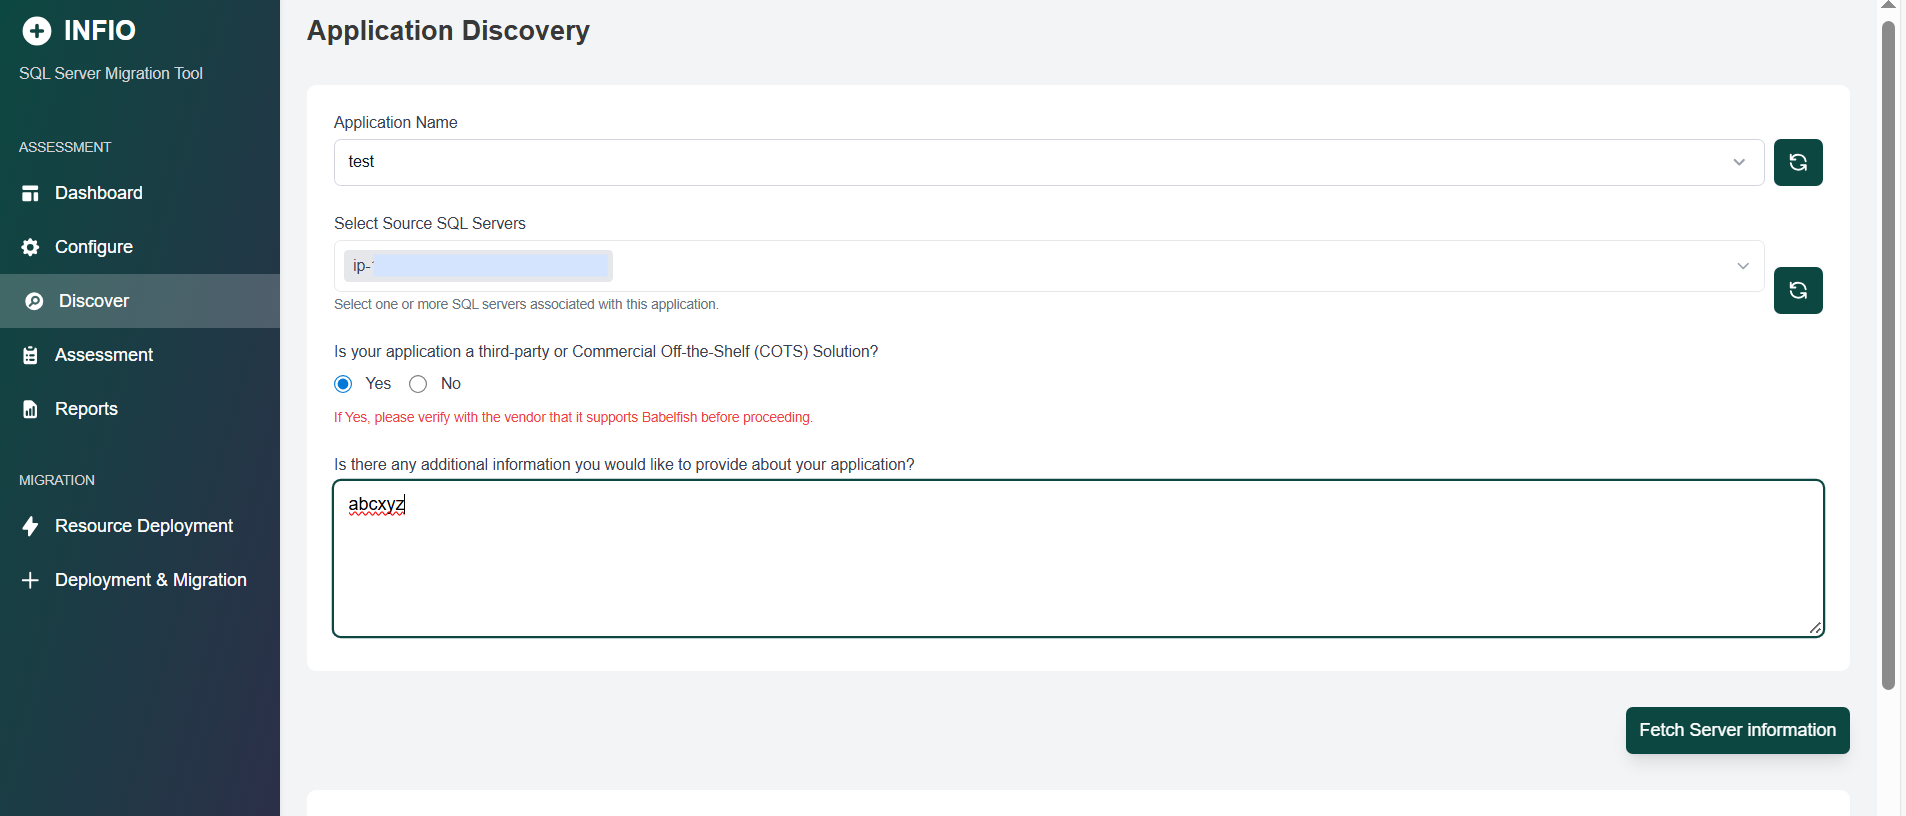 INFIO
SQL Server Migration Tool
ASSESSMENT
Dashboard
Configure
Discover
Assessment
Reports
MIGRATION
Resource Deployment
Deployment & Migration
Application Discovery
Application Name
test
Select Source SQL Servers
ip-
Select one or more SQL servers associated with this application.
Is your application a third-party or Commercial Off-the-Shelf (COTS) Solution?
Yes No
If Yes, please verify with the vendor that it supports Babelfish before proceeding.
Is there any additional information you would like to provide about your application?
abcxyz
Fetch Server information